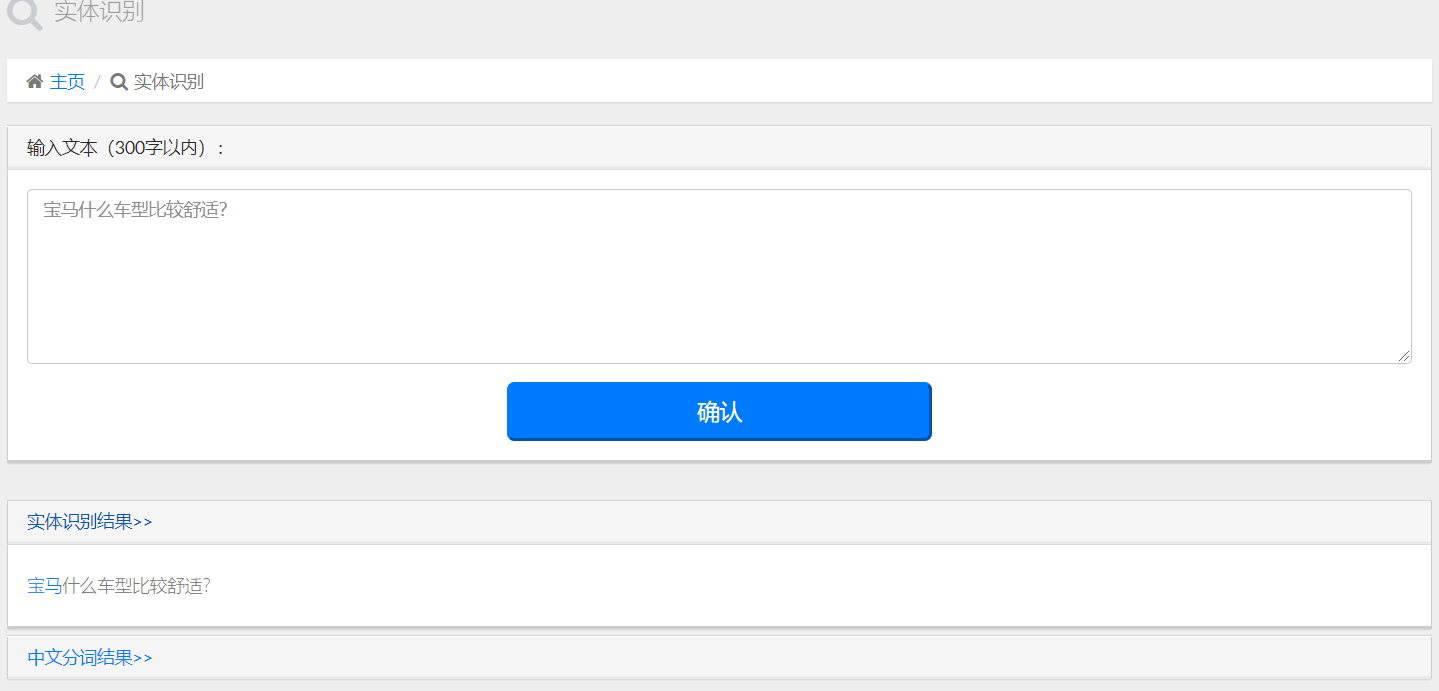 实体识别
主页 / 实体识别
输入文本（300字以内）：
宝马什么车型比较舒适?
确认
实体识别结果>>
宝马什么车型比较舒适?
中文分词结果>>